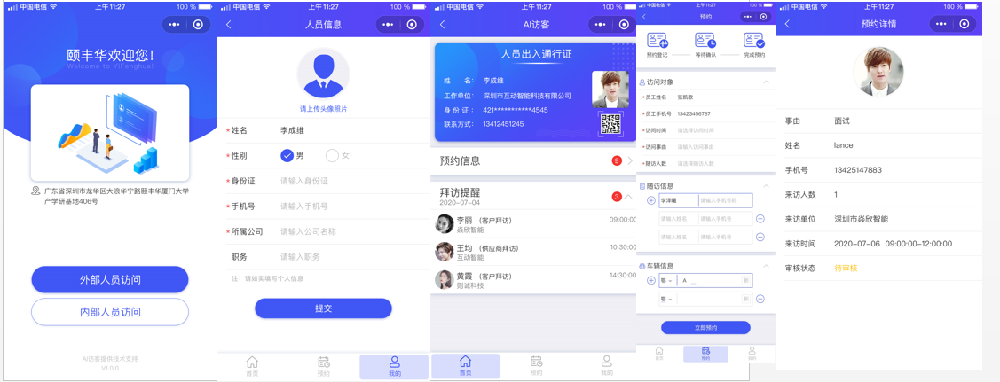 中国电信
上午11:27
100 %
颐丰华欢迎您!
Welcome to YiFenghua!
广东省深圳市龙华区大浪华宁路颐丰华厦门大学
产学研基地406号
外部人员访问
内部人员访问
AI访客提供技术支持
V1.0.0
中国电信
上午11:27
100 %
人员信息
请上传头像照片
*姓名 李成维
*性别 男 女
*身份证 请输入身份证
*手机号 请输入手机号
*所属公司 请输入公司名称
职务 请输入职务
注：请如实填写个人信息
提交
首页
预约
我的
中国电信
上午11:27
100 %
AI访客
人员出入通行证
姓 名: 李成维
工作单位: 深圳市互动智能科技有限公司
身 份 证: 421***********4545
联系方式: 13412451245
预约信息 9
拜访提醒 3
2020-07-04
李丽 (客户拜访) 09:00:00
焱欣智能
王均 (供应商拜访) 10:30:00
互动智能
黄霞 (客户拜访) 14:30:00
则诚科技
首页
预约
我的
中国电信
上午11:27
100 %
预约
预约登记
等待确认
完成预约
访问对象
*员工姓名 张凯歌
*员工手机号 13423456787
*访问时间 请选择访问时间
*访问事由 请输入访问事由
*随访人数 请选择随访人数
随访信息
李泽曦 请输入手机号码
请输入姓名 请输入手机号
请输入姓名 请输入手机号
车辆信息
鄂 A
鄂
立即预约
首页
预约
我的
中国电信
上午11:27
100 %
预约详情
事由 面试
姓名 lance
手机号 13425147883
来访人数 1
来访单位 深圳市焱欣智能
来访时间 2020-07-06 09:00:00-12:00:00
审核状态 待审核